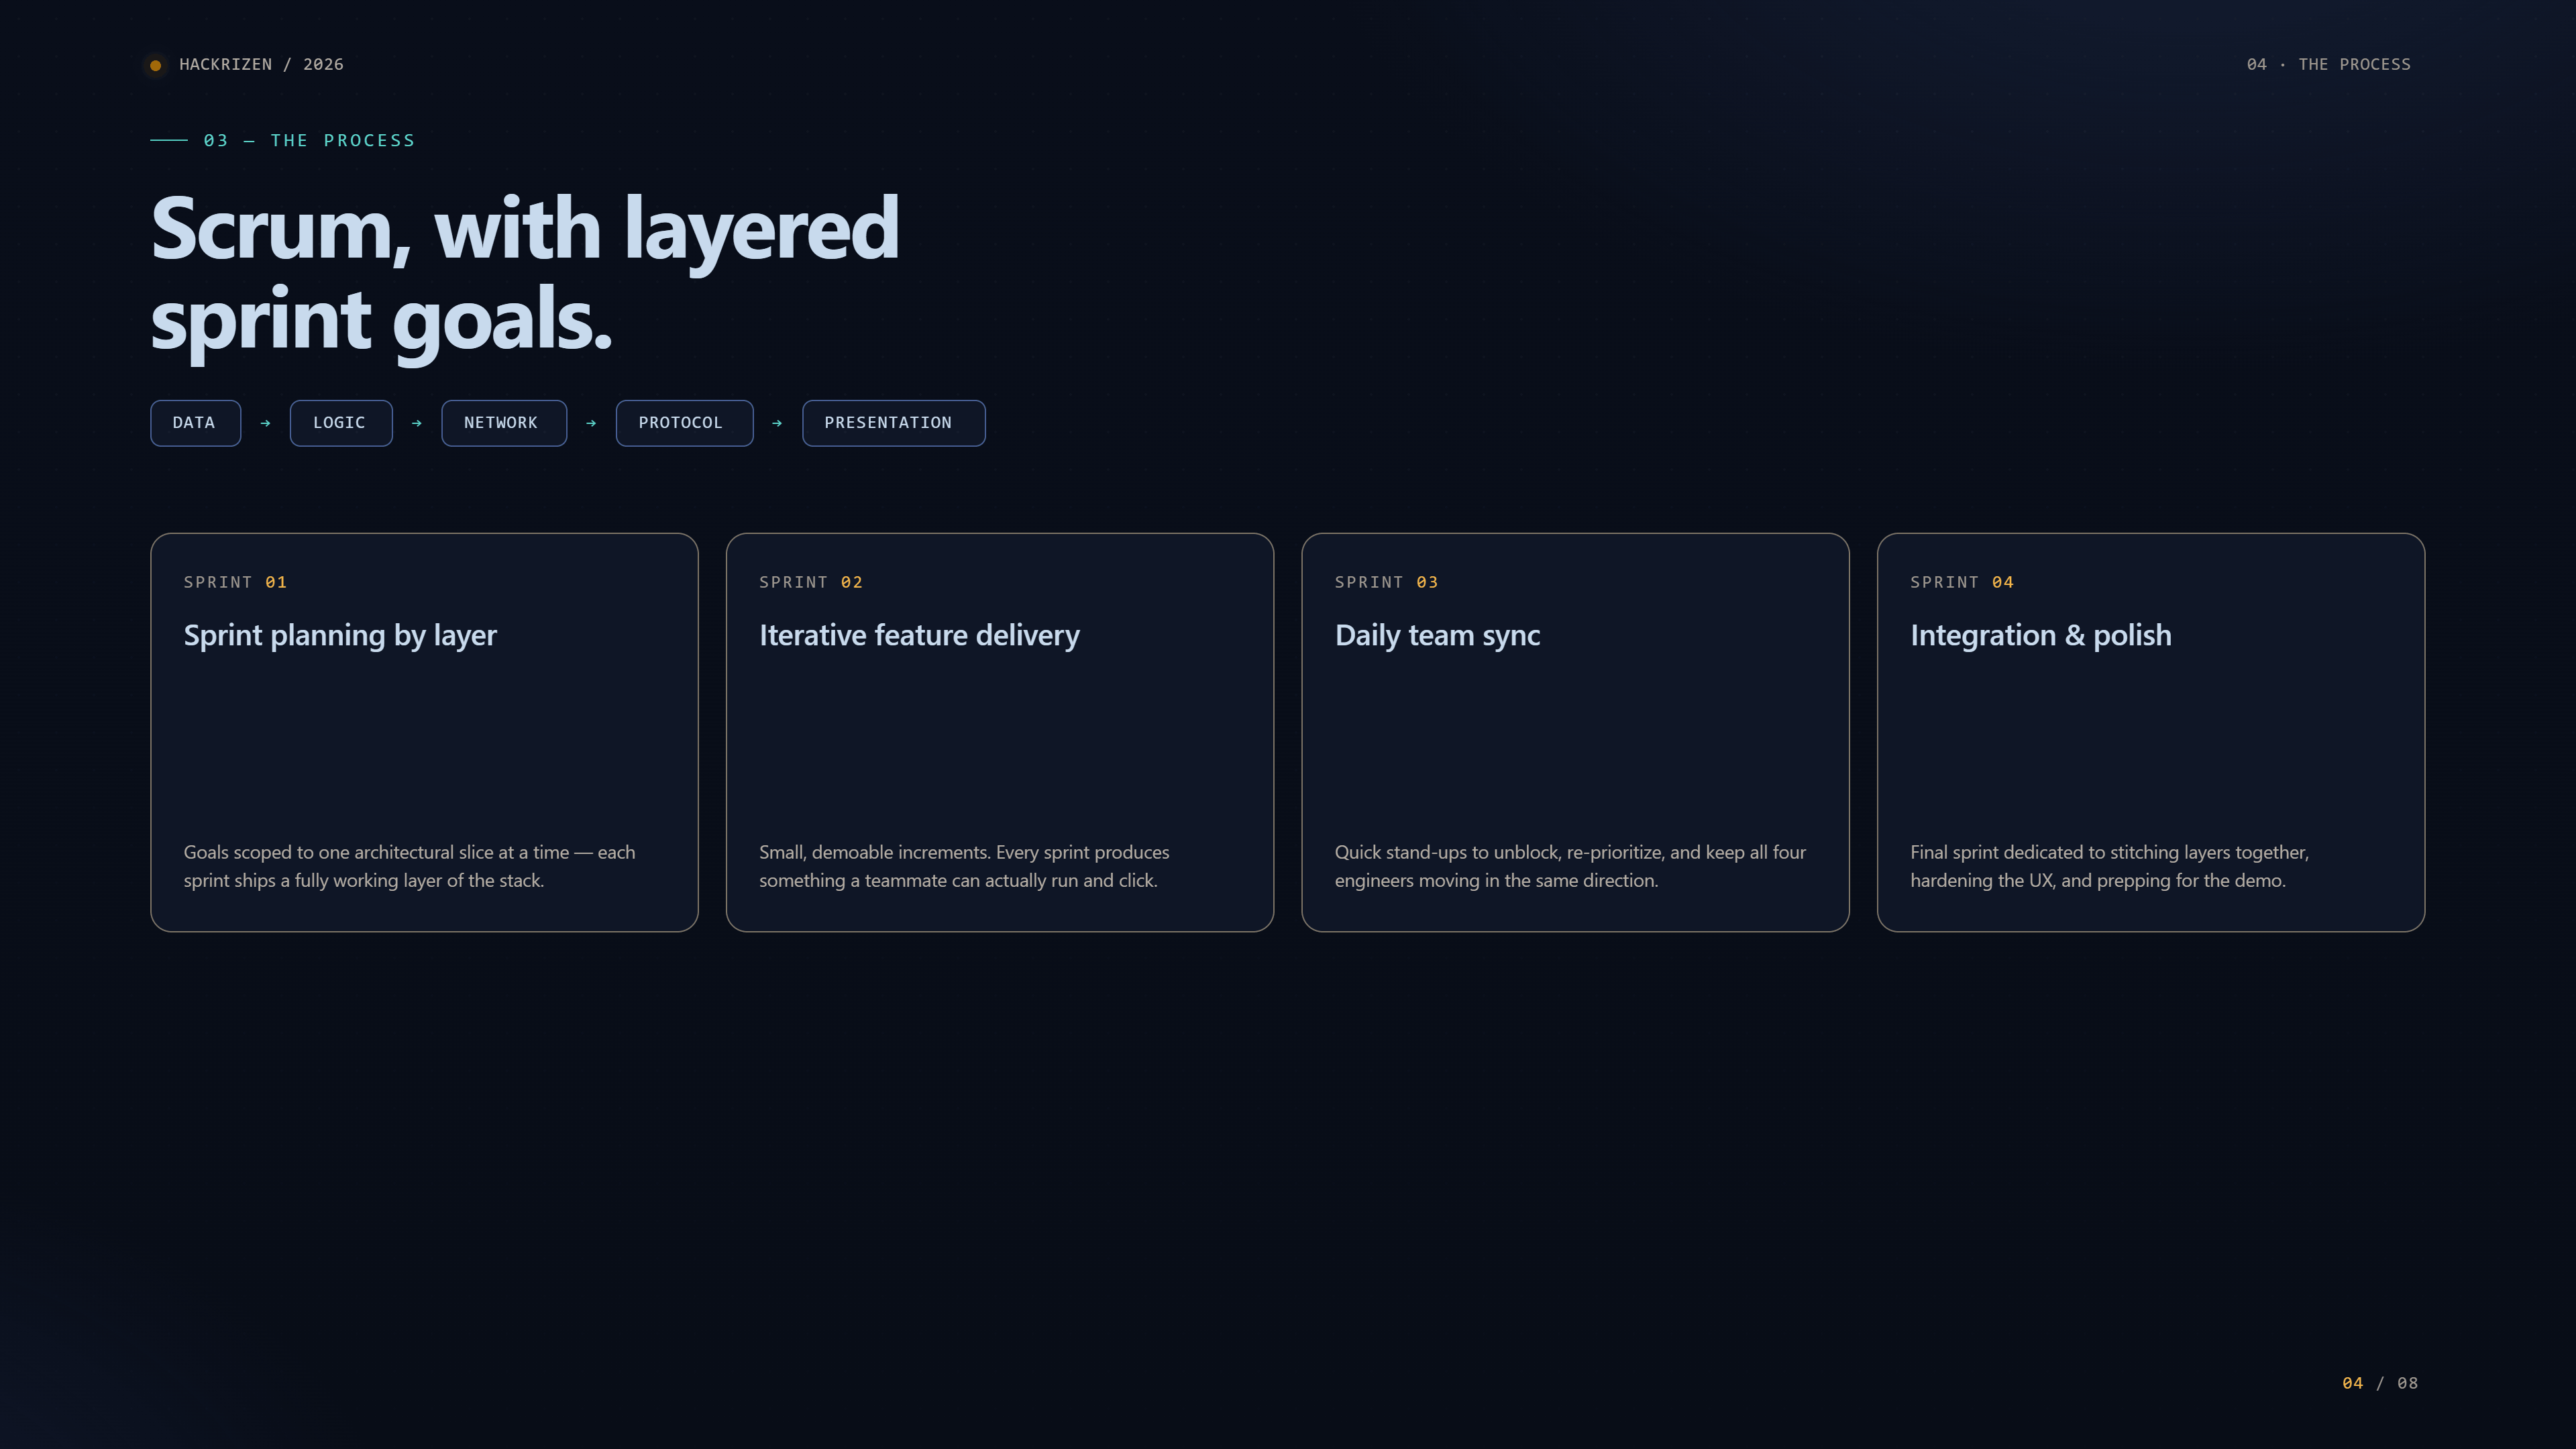 HACKRIZEN / 2026
04 · THE PROCESS
03 — THE PROCESS
Scrum, with layered
sprint goals.
DATA → LOGIC → NETWORK → PROTOCOL → PRESENTATION
SPRINT 01
Sprint planning by layer
Goals scoped to one architectural slice at a time — each
sprint ships a fully working layer of the stack.
SPRINT 02
Iterative feature delivery
Small, demoable increments. Every sprint produces
something a teammate can actually run and click.
SPRINT 03
Daily team sync
Quick stand-ups to unblock, re-prioritize, and keep all four
engineers moving in the same direction.
SPRINT 04
Integration & polish
Final sprint dedicated to stitching layers together,
hardening the UX, and prepping for the demo.
04 / 08